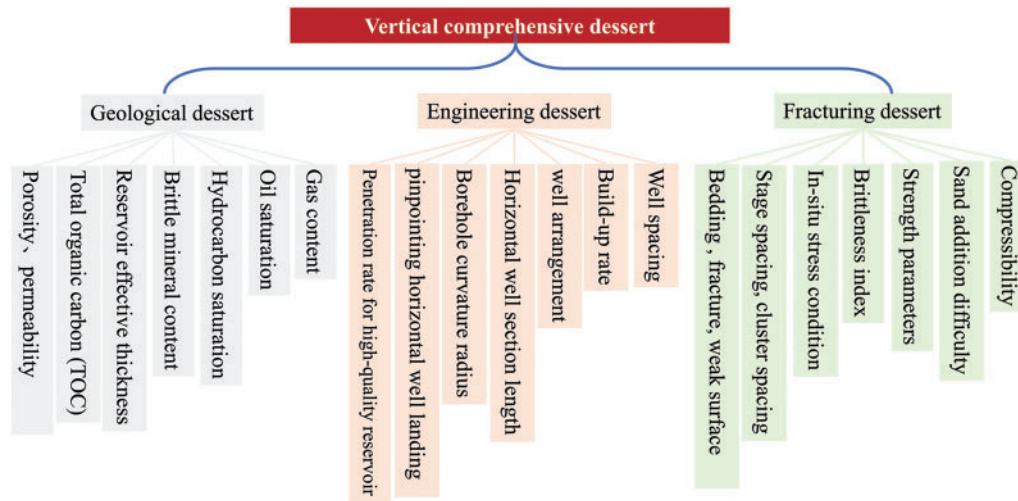 Vertical comprehensive dessert
Geological dessert
Engineering dessert
Fracturing dessert
Porosity、permeability
Total organic carbon (TOC)
Reservoir effective thickness
Brittle mineral content
Hydrocarbon saturation
Oil saturation
Gas content
Penetration rate for high-quality reservoir
pinpointing horizontal well landing
Borehole curvature radius
Horizontal well section length
well arrangement
Build-up rate
Well spacing
Bedding , fracture, weak surface
Stage spacing, cluster spacing
In-situ stress condition
Brittleness index
Strength parameters
Sand addition difficulty
Compressibility